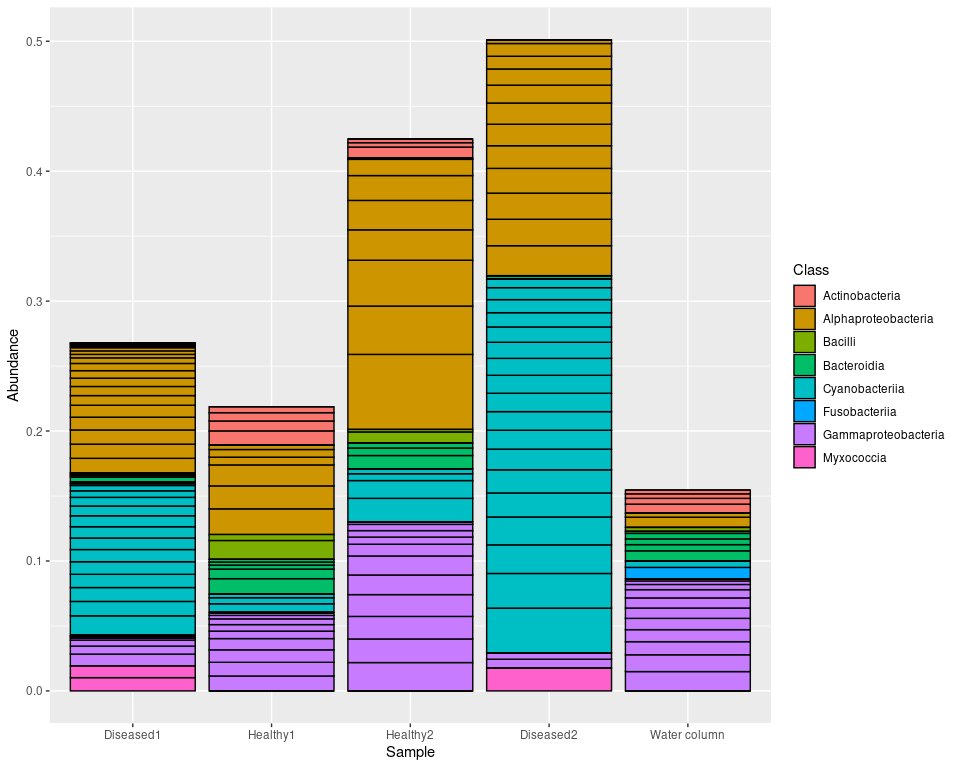 0.5
0.4
0.3
0.2
0.1
0.0
Abundance
Diseased1
Healthy1
Healthy2
Diseased2
Water column
Sample
Class
Actinobacteria
Alphaproteobacteria
Bacilli
Bacteroidia
Cyanobacteriia
Fusobacteriia
Gammaproteobacteria
Myxococcia